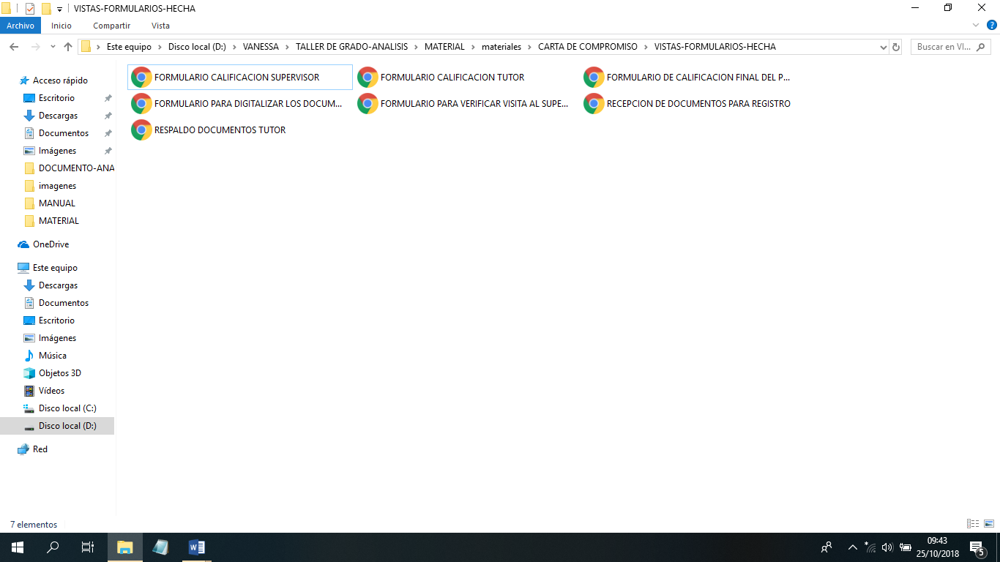 VISTAS-FORMULARIOS-HECHA
Archivo Inicio Compartir Vista
Este equipo Disco local (D:) VANESSA TALLER DE GRADO-ANALISIS MATERIAL materiales CARTA DE COMPROMISO VISTAS-FORMULARIOS-HECHA
Buscar en VI...
Acceso rápido
Escritorio
Descargas
Documentos
Imágenes
DOCUMENTO-ANA
imagenes
MANUAL
MATERIAL
OneDrive
Este equipo
Descargas
Documentos
Escritorio
Imágenes
Música
Objetos 3D
Vídeos
Disco local (C:)
Disco local (D:)
Red
FORMULARIO CALIFICACION SUPERVISOR
FORMULARIO CALIFICACION TUTOR
FORMULARIO DE CALIFICACION FINAL DEL P...
FORMULARIO PARA DIGITALIZAR LOS DOCUM...
FORMULARIO PARA VERIFICAR VISITA AL SUPE...
RECEPCION DE DOCUMENTOS PARA REGISTRO
RESPALDO DOCUMENTOS TUTOR
7 elementos
09:43
25/10/2018
5